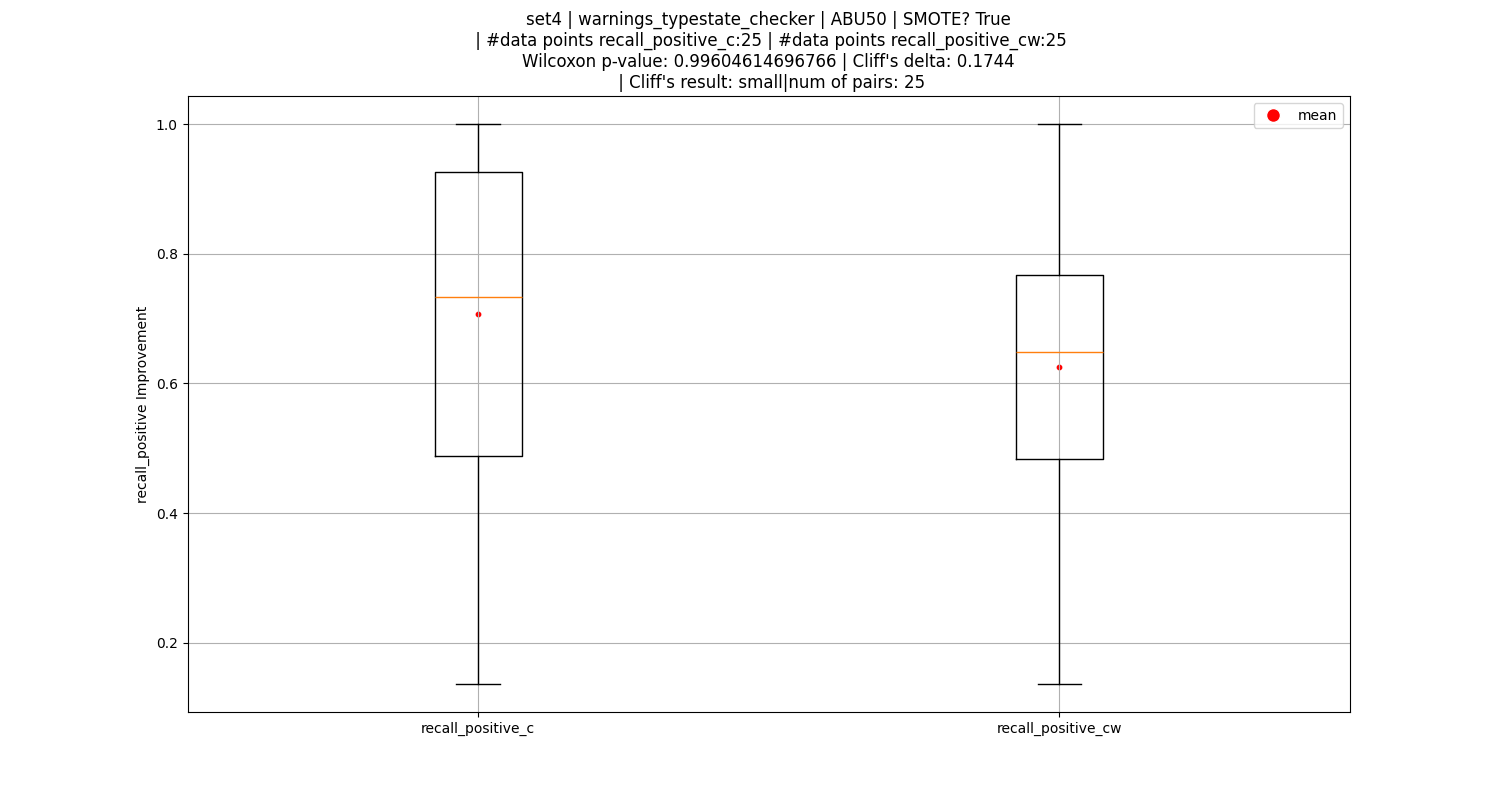 set4 | warnings_typestate_checker | ABU50 | SMOTE? True
| #data points recall_positive_c:25 | #data points recall_positive_cw:25
Wilcoxon p-value: 0.99604614696766 | Cliff's delta: 0.1744
| Cliff's result: small|num of pairs: 25
mean
1.0
0.8
0.6
0.4
0.2
recall_positive Improvement
recall_positive_c
recall_positive_cw